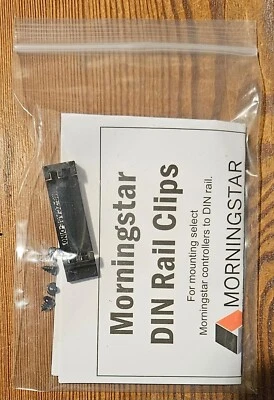 Morningstar
DIN Rail Clips
For mounting select
Morningstar controllers to DIN rail.
MORNINGSTAR